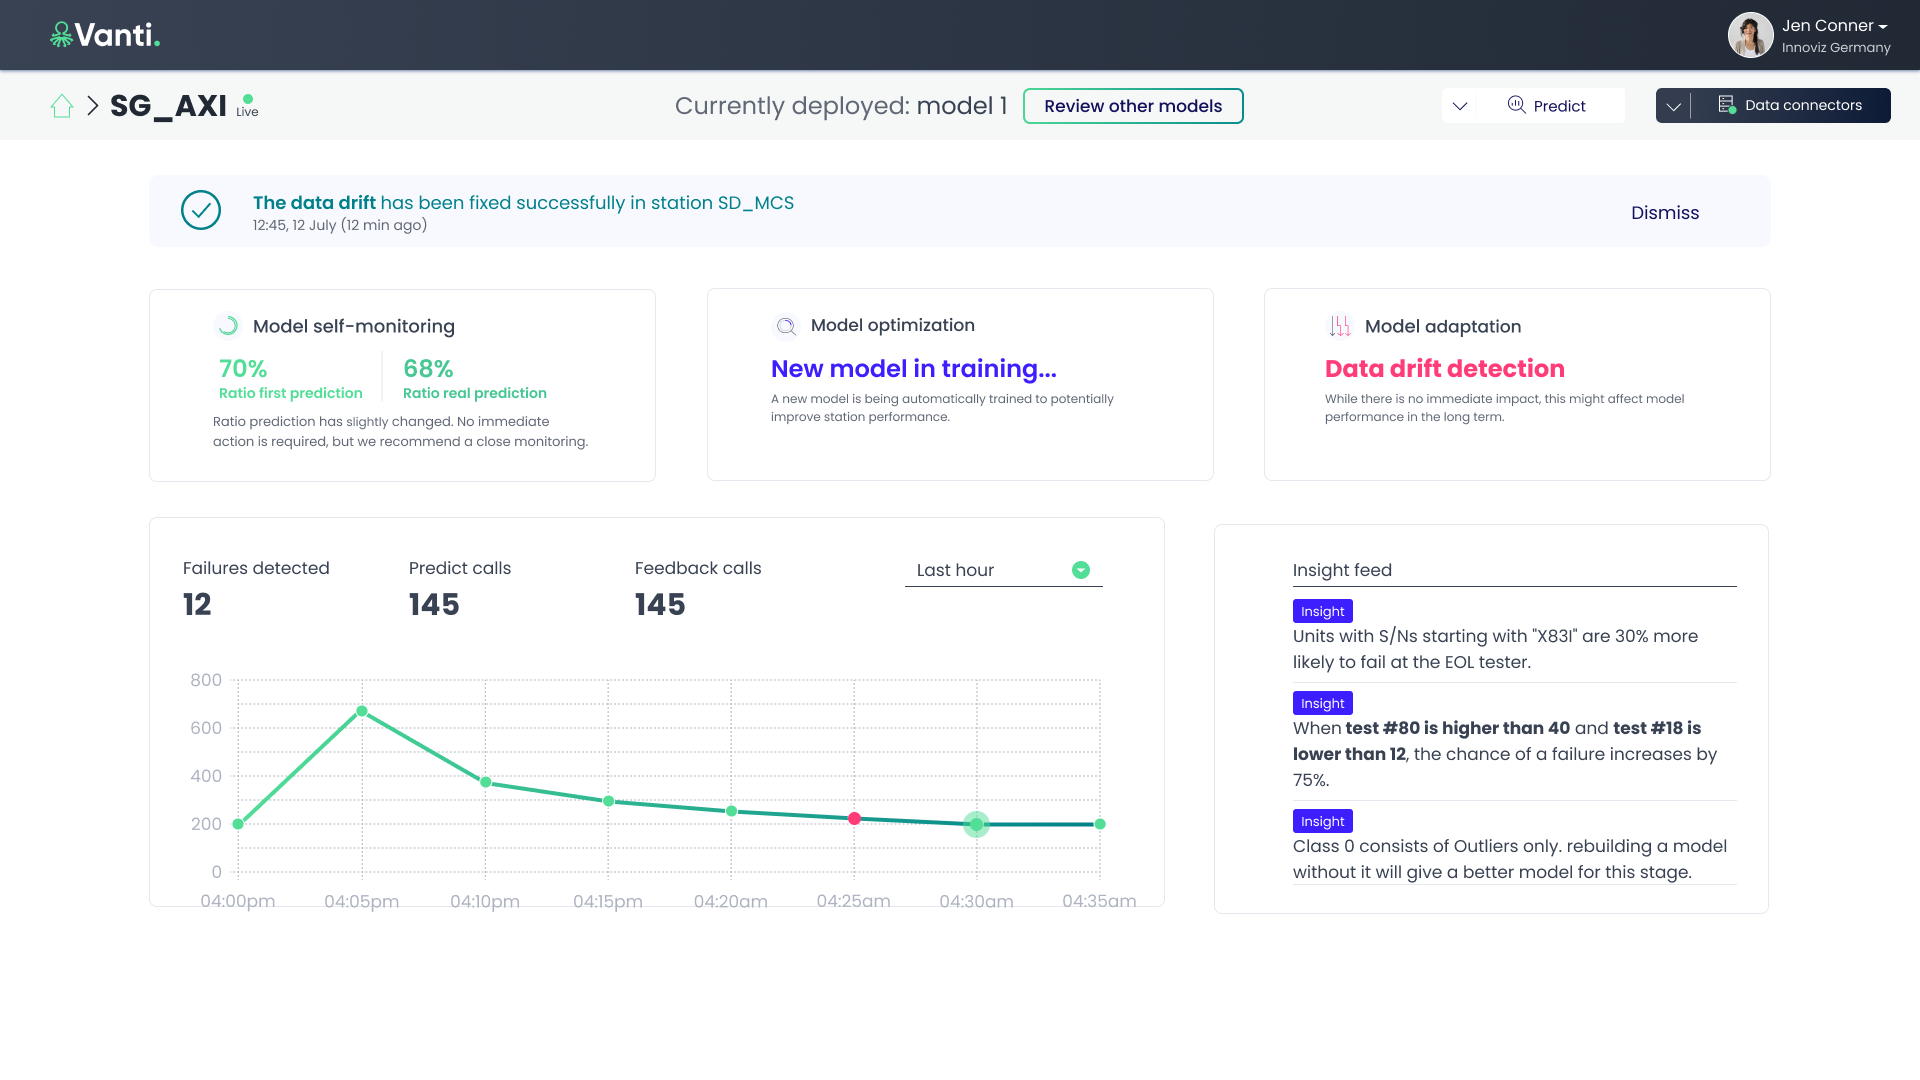 Vanti.
Jen Conner
Innoviz Germany
SG_AXI
Live
Currently deployed: model 1
Review other models
Predict
Data connectors
The data drift has been fixed successfully in station SD_MCS
12:45, 12 July (12 min ago)
Dismiss
Model self-monitoring
70%
Ratio first prediction
68%
Ratio real prediction
Ratio prediction has slightly changed. No immediate
action is required, but we recommend a close monitoring.
Model optimization
New model in training...
A new model is being automatically trained to potentially
improve station performance.
Model adaptation
Data drift detection
While there is no immediate impact, this might affect model
performance in the long term.
Failures detected
12
Predict calls
145
Feedback calls
145
Last hour
800
600
400
200
0
04:00pm
04:05pm
04:10pm
04:15pm
04:20am
04:25am
04:30am
04:35am
Insight feed
Insight
Units with S/Ns starting with "X83I" are 30% more
likely to fail at the EOL tester.
Insight
When test #80 is higher than 40 and test #18 is
lower than 12, the chance of a failure increases by
75%.
Insight
Class 0 consists of Outliers only. rebuilding a model
without it will give a better model for this stage.